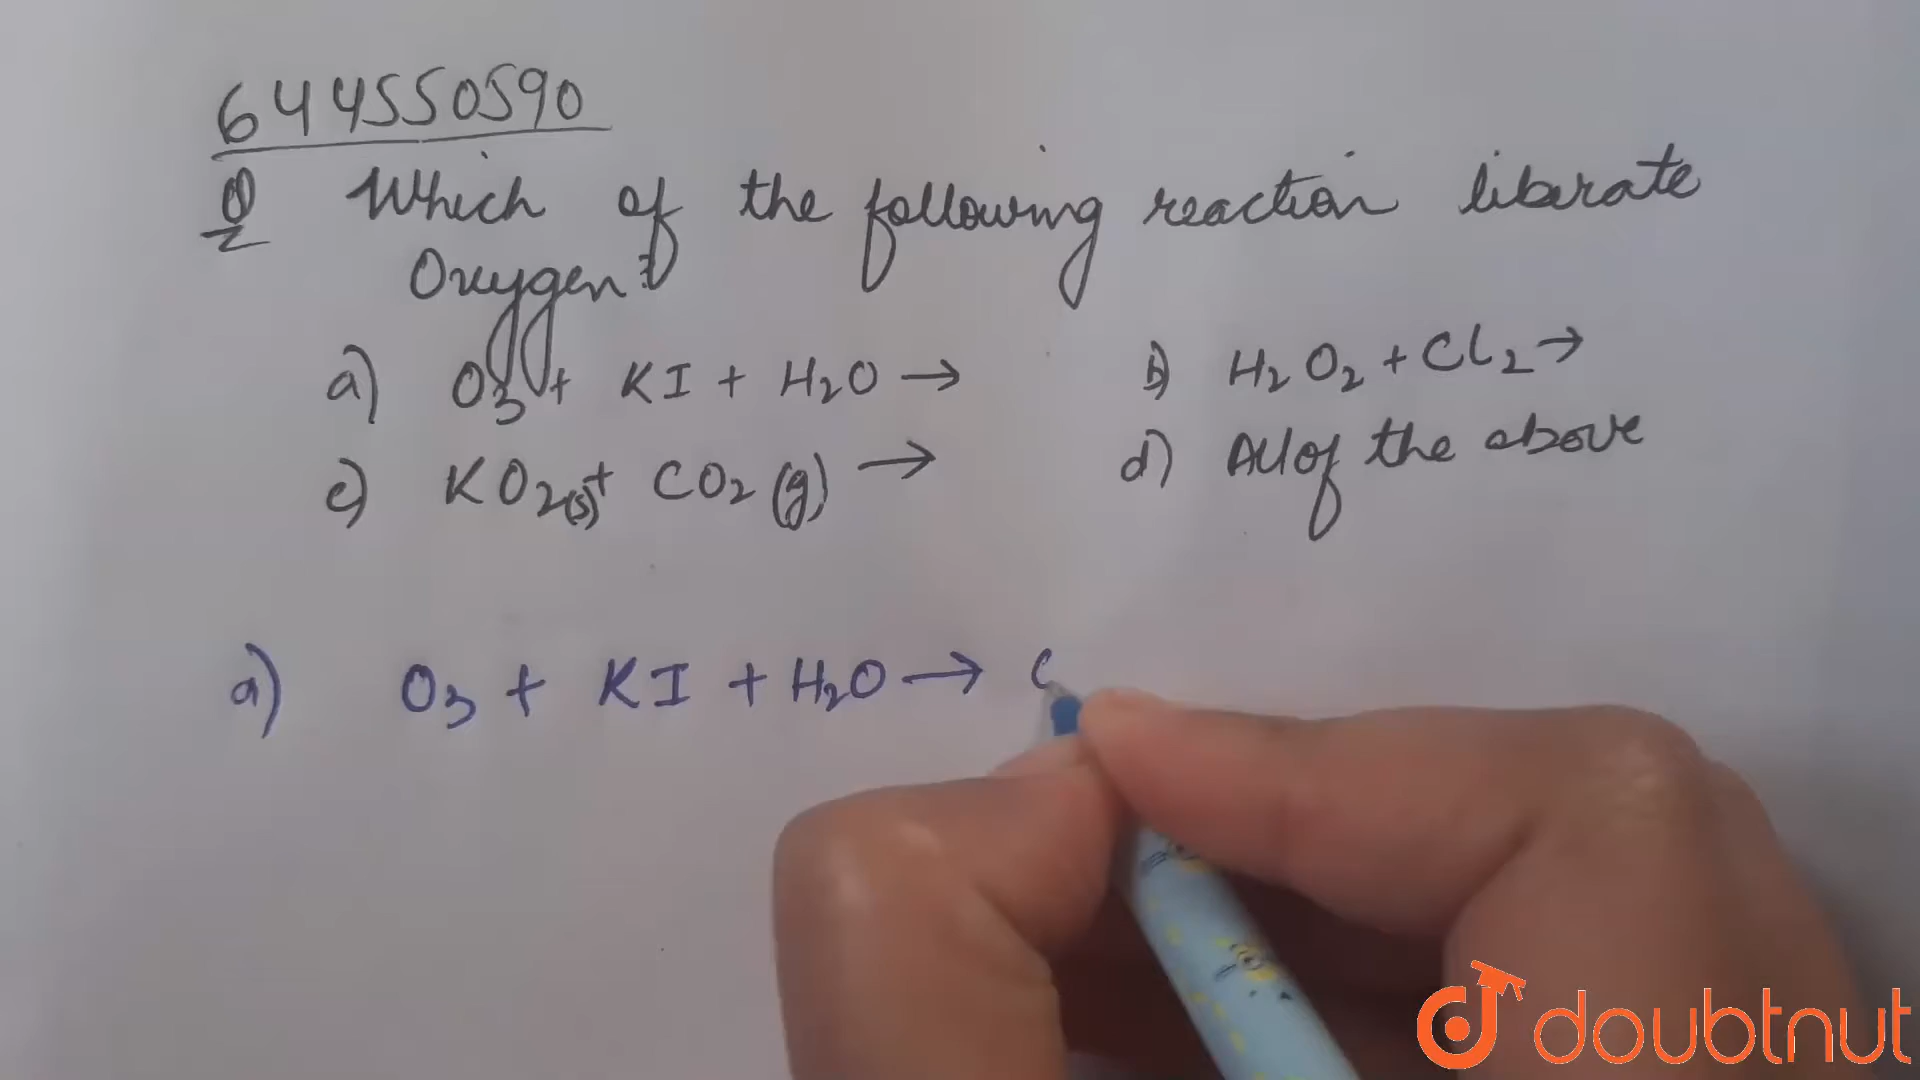 644550590
Q Which of the following reaction liberate
Oxygen?
a) O3 + KI + H2O → b) H2O2 + Cl2 →
c) KO2(s) + CO2(g) → d) All of the above
a) O3 + KI + H2O →
doubtnut